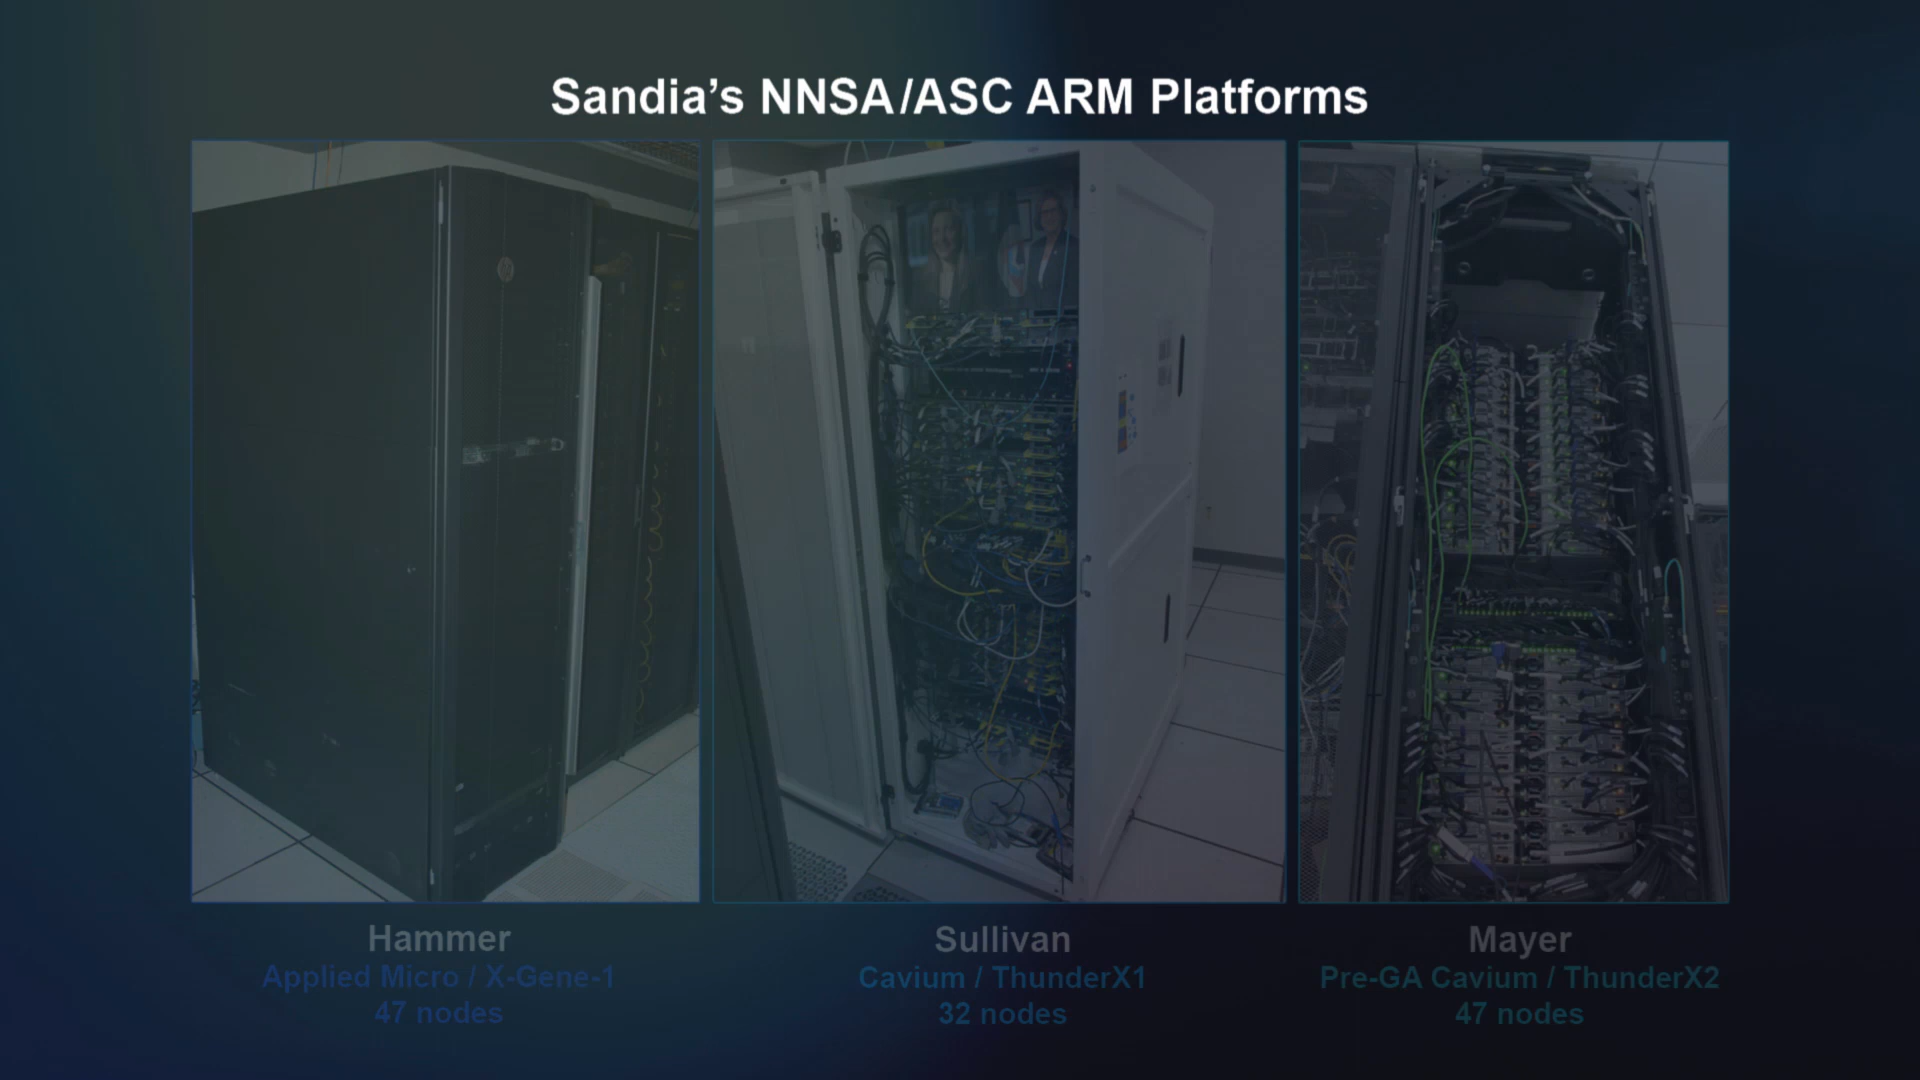 Sandia’s NNSA/ASC ARM Platforms
Hammer
Applied Micro / X-Gene-1
47 nodes
Sullivan
Cavium / ThunderX1
32 nodes
Mayer
Pre-GA Cavium / ThunderX2
47 nodes